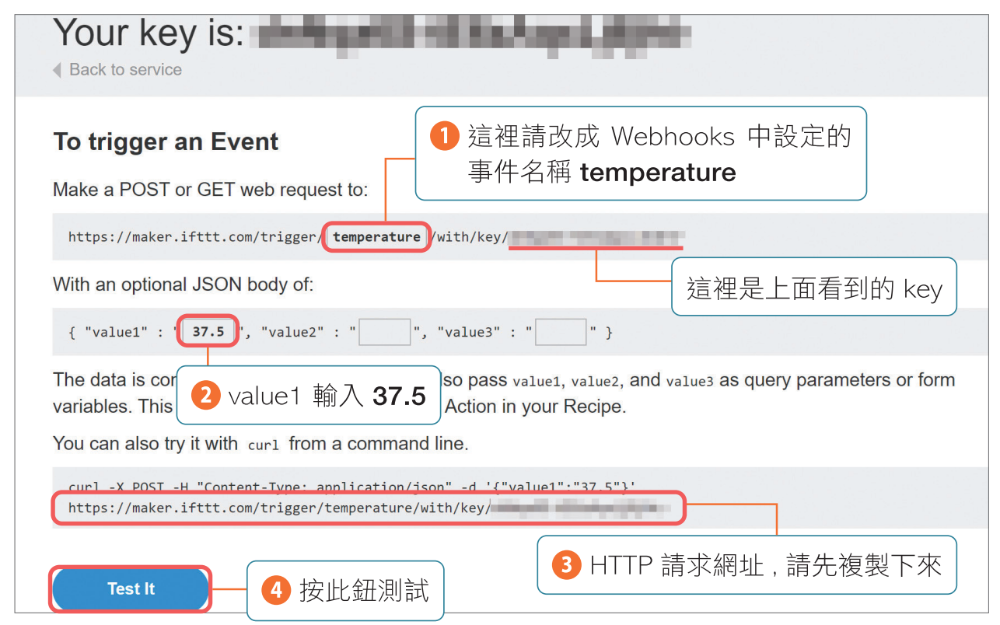 Your key is:
Back to service
To trigger an Event
1 這裡請改成 Webhooks 中設定的
事件名稱 temperature
Make a POST or GET web request to:
https://maker.ifttt.com/trigger/ temperature /with/key/
這裡是上面看到的 key
With an optional JSON body of:
{ "value1" : " 37.5 ", "value2" : " ", "value3" : " " }
The data is lso pass value1, value2, and value3 as query parameters or form
variables. This Action in your Recipe.
2 value1 輸入 37.5
You can also try it with curl from a command line.
curl -X POST -H "Content-Type: application/json" -d '{"value1":"37.5"}'
https://maker.ifttt.com/trigger/temperature/with/key/
3 HTTP 請求網址,請先複製下來
Test It
4 按此鈕測試